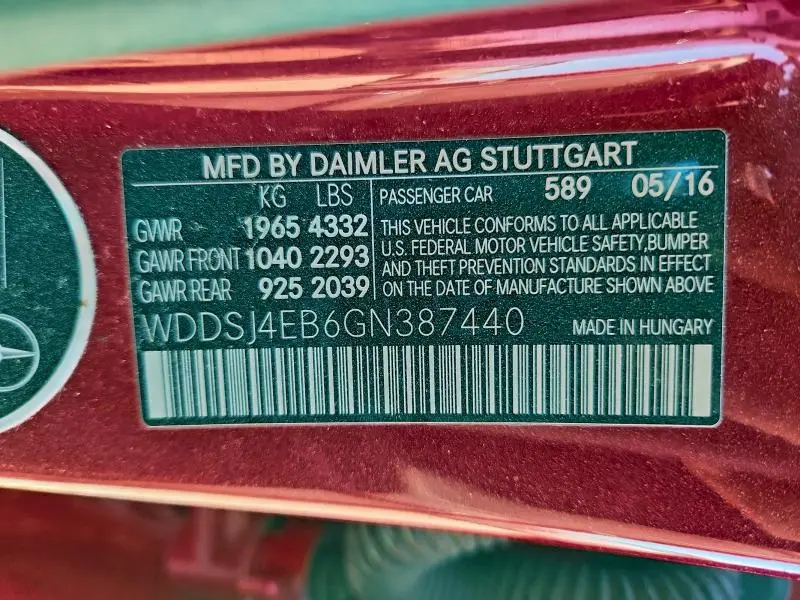 MFD BY DAIMLER AG STUTTGART
KG LBS
GVWR 1965 4332
GAWR FRONT 1040 2293
GAWR REAR 925 2039
PASSENGER CAR 589 05/16
THIS VEHICLE CONFORMS TO ALL APPLICABLE
U.S. FEDERAL MOTOR VEHICLE SAFETY,BUMPER
AND THEFT PREVENTION STANDARDS IN EFFECT
ON THE DATE OF MANUFACTURE SHOWN ABOVE
WDDSJ4EB6GN387440 MADE IN HUNGARY